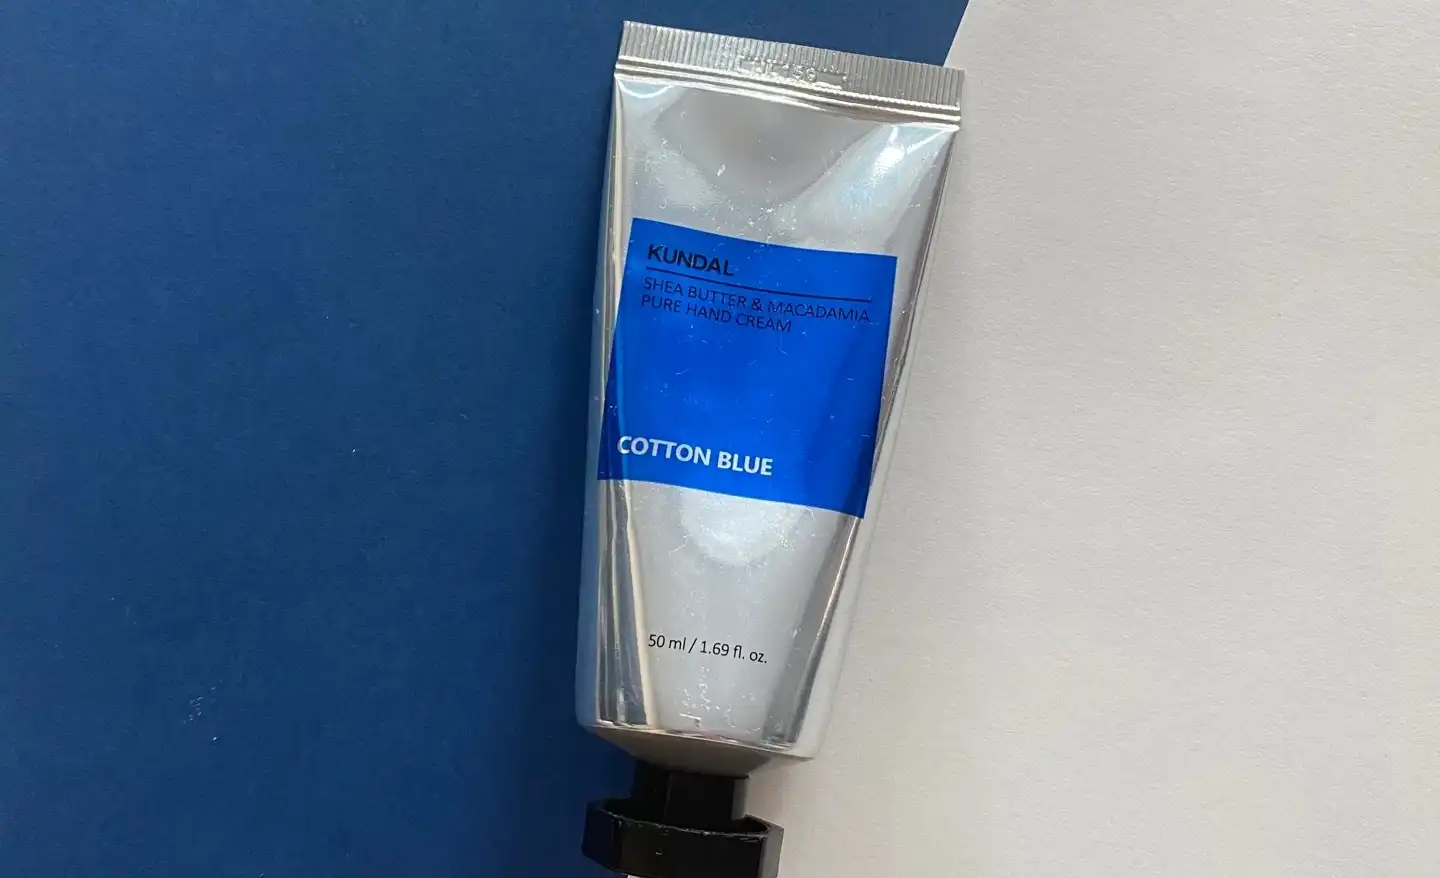 KUNDAL
SHEA BUTTER & MACADAMIA
PURE HAND CREAM
COTTON BLUE
50 ml / 1.69 fl. oz.